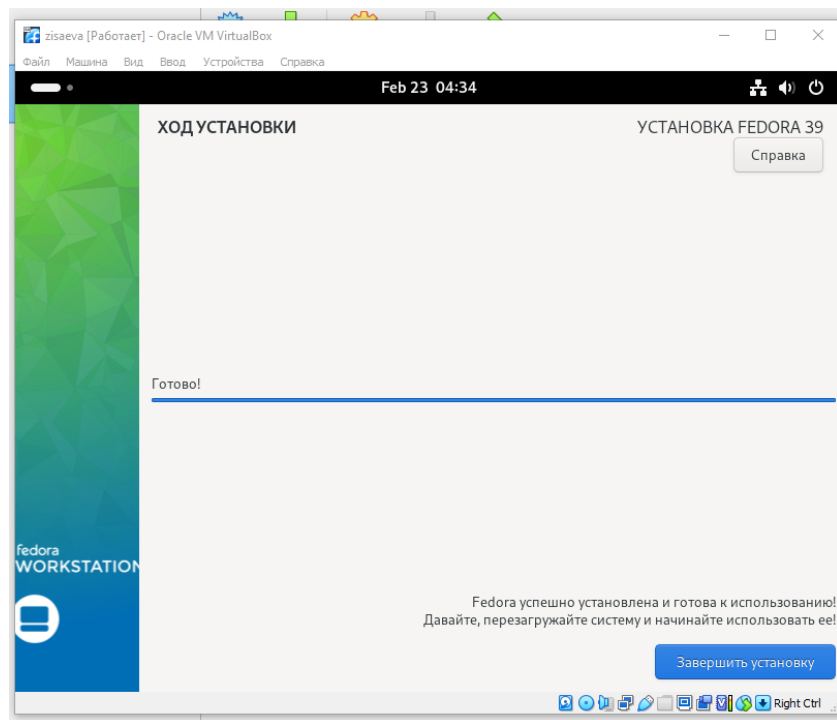 zisaeva [Работает] - Oracle VM VirtualBox
Файл Машина Вид Ввод Устройства Справка
Feb 23 04:34
ХОД УСТАНОВКИ
УСТАНОВКА FEDORA 39
Справка
Готово!
fedora
WORKSTATION
Fedora успешно установлена и готова к использованию!
Давайте, перезагружайте систему и начинайте использовать ее!
Завершить установку
Right Ctrl